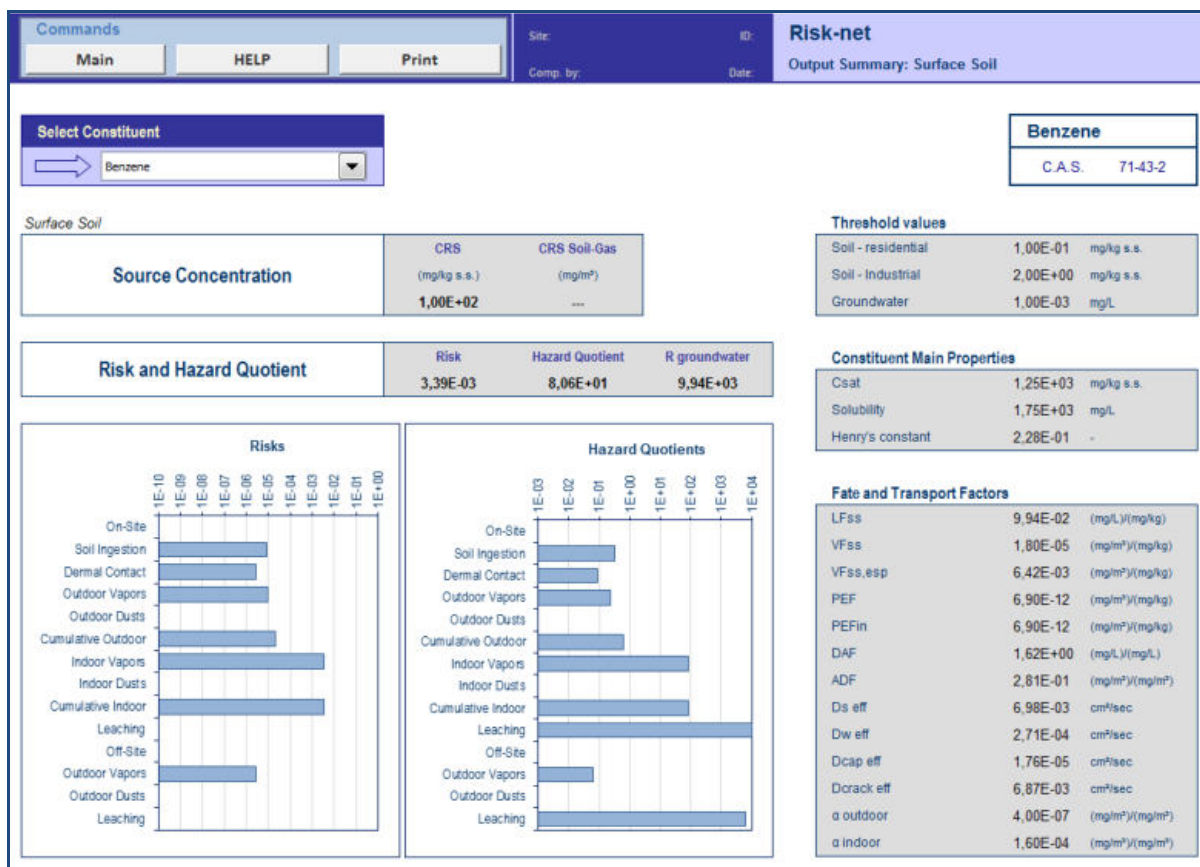 Commands
Main HELP Print
Site: ID:
Comp. by: Date:
Risk-net
Output Summary: Surface Soil
Select Constituent
Benzene
Benzene
C.A.S. 71-43-2
Surface Soil
Source Concentration
CRS CRS Soil-Gas
(mg/kg s.s.) (mg/m³)
1,00E+02 ---
Risk and Hazard Quotient
Risk Hazard Quotient R groundwater
3,39E-03 8,06E+01 9,94E+03
Risks
1E-10 1E-09 1E-08 1E-07 1E-06 1E-05 1E-04 1E-03 1E-02 1E-01 1E+00
On-Site
Soil Ingestion
Dermal Contact
Outdoor Vapors
Outdoor Dusts
Cumulative Outdoor
Indoor Vapors
Indoor Dusts
Cumulative Indoor
Leaching
Off-Site
Outdoor Vapors
Outdoor Dusts
Leaching
Hazard Quotients
1E-03 1E-02 1E-01 1E+00 1E+01 1E+02 1E+03 1E+04
On-Site
Soil Ingestion
Dermal Contact
Outdoor Vapors
Outdoor Dusts
Cumulative Outdoor
Indoor Vapors
Indoor Dusts
Cumulative Indoor
Leaching
Off-Site
Outdoor Vapors
Outdoor Dusts
Leaching
Threshold values
Soil - residential 1,00E-01 mg/kg s.s.
Soil - Industrial 2,00E+00 mg/kg s.s.
Groundwater 1,00E-03 mg/L
Constituent Main Properties
Csat 1,25E+03 mg/kg s.s.
Solubility 1,75E+03 mg/L
Henry's constant 2,28E-01 -
Fate and Transport Factors
LFss 9,94E-02 (mg/L)/(mg/kg)
VFss 1,80E-05 (mg/m³)/(mg/kg)
VFss,esp 6,42E-03 (mg/m³)/(mg/kg)
PEF 6,90E-12 (mg/m³)/(mg/kg)
PEFin 6,90E-12 (mg/m³)/(mg/kg)
DAF 1,62E+00 (mg/L)/(mg/L)
ADF 2,81E-01 (mg/m³)/(mg/m³)
Ds eff 6,98E-03 cm²/sec
Dw eff 2,71E-04 cm²/sec
Dcap eff 1,76E-05 cm²/sec
Dcrack eff 6,87E-03 cm²/sec
α outdoor 4,00E-07 (mg/m³)/(mg/m³)
α indoor 1,60E-04 (mg/m³)/(mg/m³)